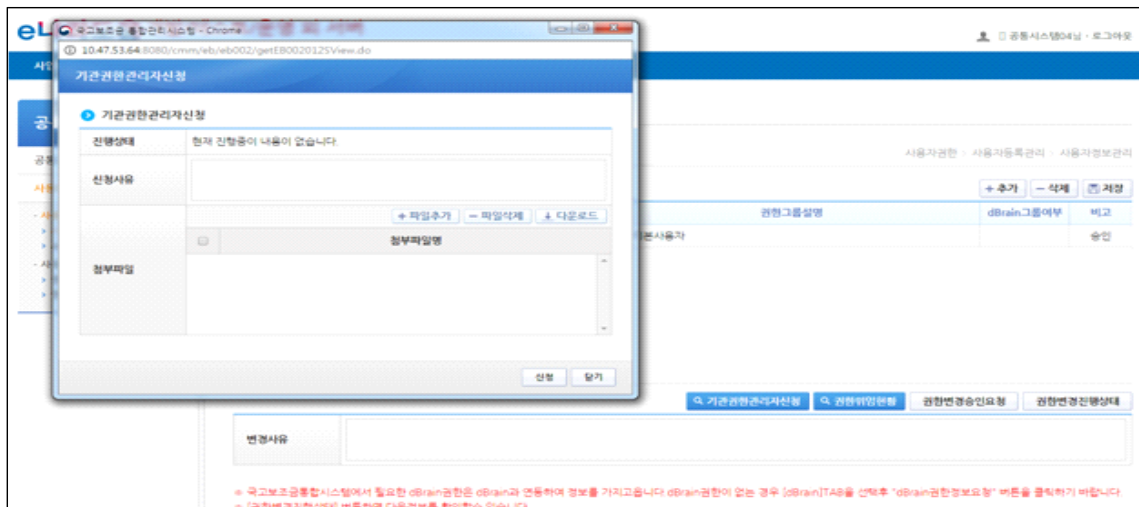 국고보조금 통합관리시스템 - Chrome
10.47.53.64:8080/cmm/eb/eb002/getEB002012SView.do
공통시스템04님 · 로그아웃
기관권한관리자신청
기관권한관리자신청
진행상태 현재 진행중이 내용이 없습니다.
신청사유
+ 파일추가 - 파일삭제 다운로드
첨부파일명
첨부파일
신청 닫기
사용자권한 > 사용자등록관리 > 사용자정보관리
+ 추가 - 삭제 저장
권한그룹설명 dBrain그룹여부 비고
본사용자 승인
기관권한관리자신청 권한위임현황 권한변경승인요청 권한변경진행상태
변경사유
국고보조금통합시스템에서 필요한 dBrain권한은 dBrain과 연동하여 정보를 가지고옵니다.dBrain권한이 없는 경우 [dBrain]TAB을 선택후 "dBrain권한정보요청" 버튼을 클릭하기 바랍니다.